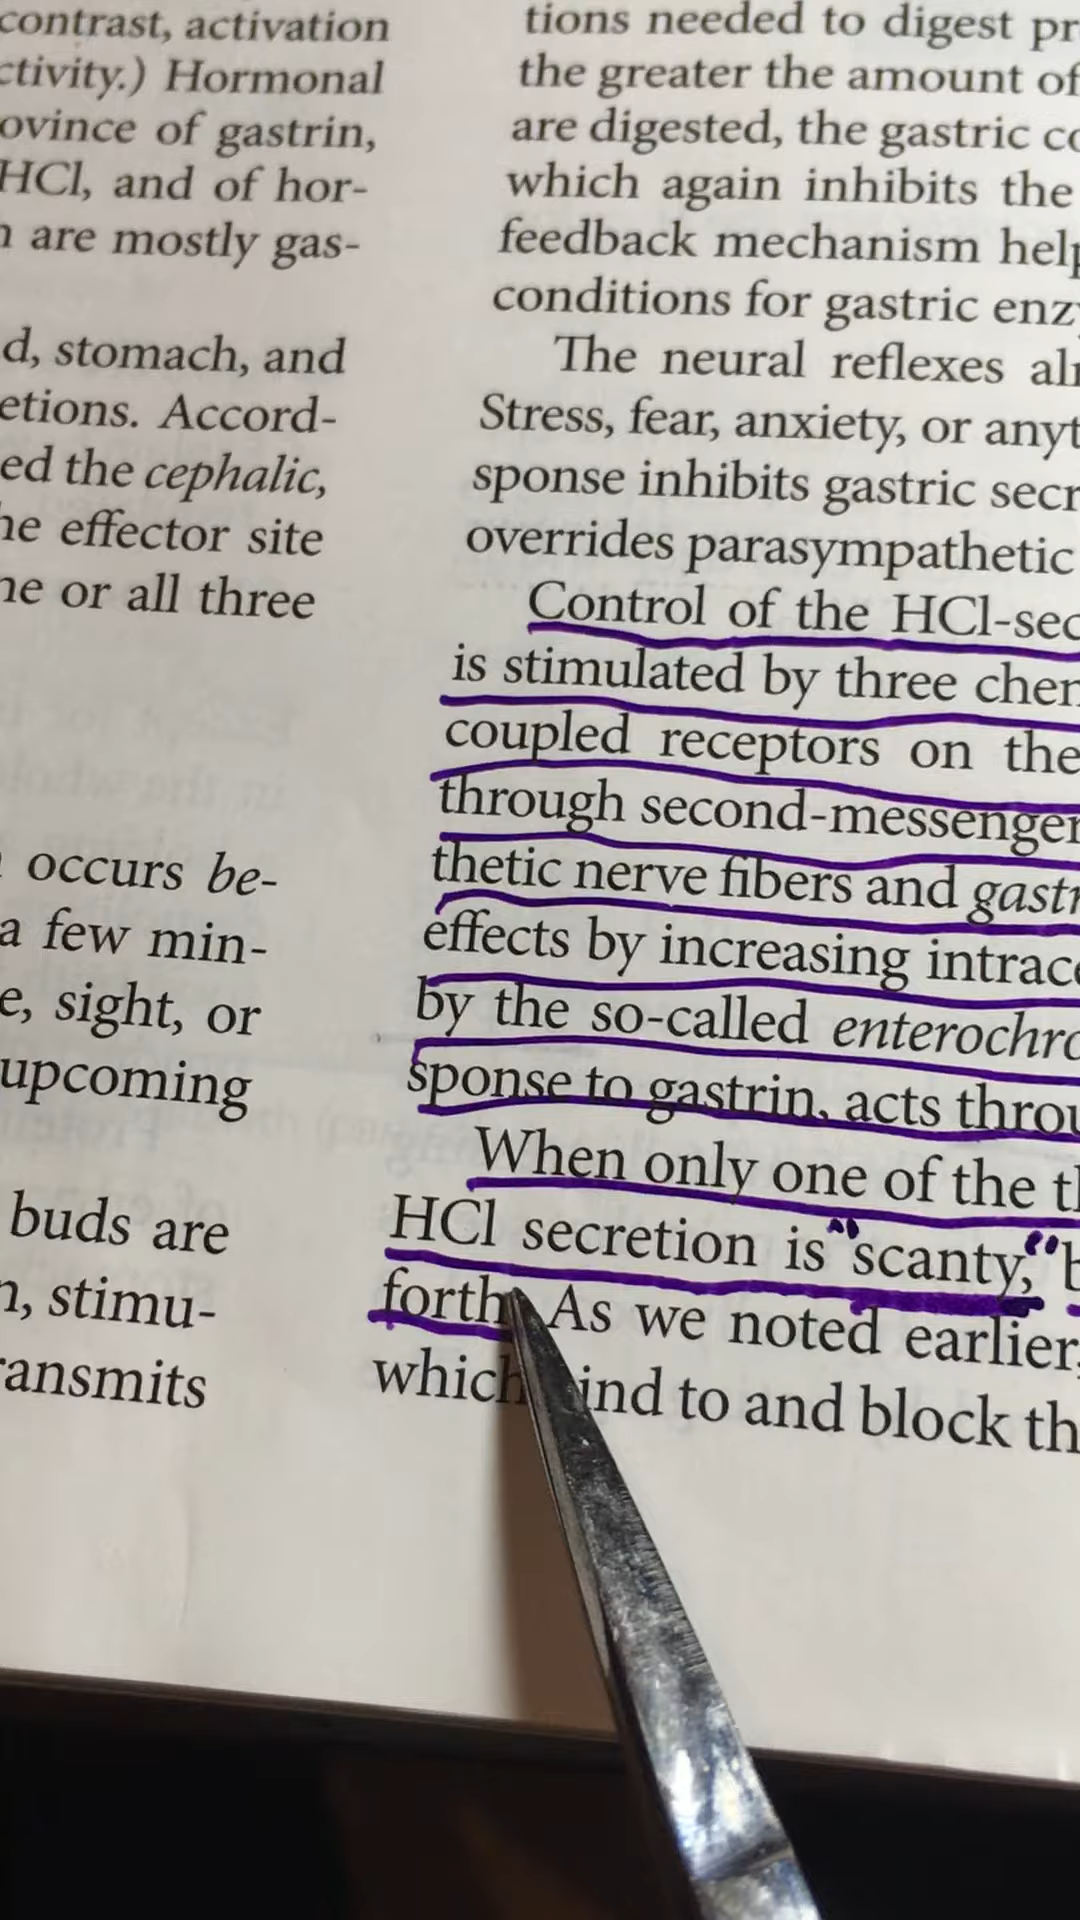 contrast, activation
ctivity.) Hormonal
ovince of gastrin,
HCl, and of hor-
are mostly gas-
d, stomach, and
etions. Accord-
ed the cephalic,
he effector site
ne or all three
occurs be-
a few min-
e, sight, or
upcoming
buds are
n, stimu-
ransmits
tions needed to digest pr
the greater the amount of
are digested, the gastric co
which again inhibits the
feedback mechanism help
conditions for gastric enz
The neural reflexes alr
Stress, fear, anxiety, or anyt
sponse inhibits gastric secr
overrides parasympathetic
Control of the HCl-sec
is stimulated by three chem
coupled receptors on the
through second-messenger
thetic nerve fibers and gastr
effects by increasing intrace
by the so-called enterochro
sponse to gastrin, acts throu
When only one of the th
HCl secretion is "scanty," b
forth. As we noted earlier,
which ind to and block th